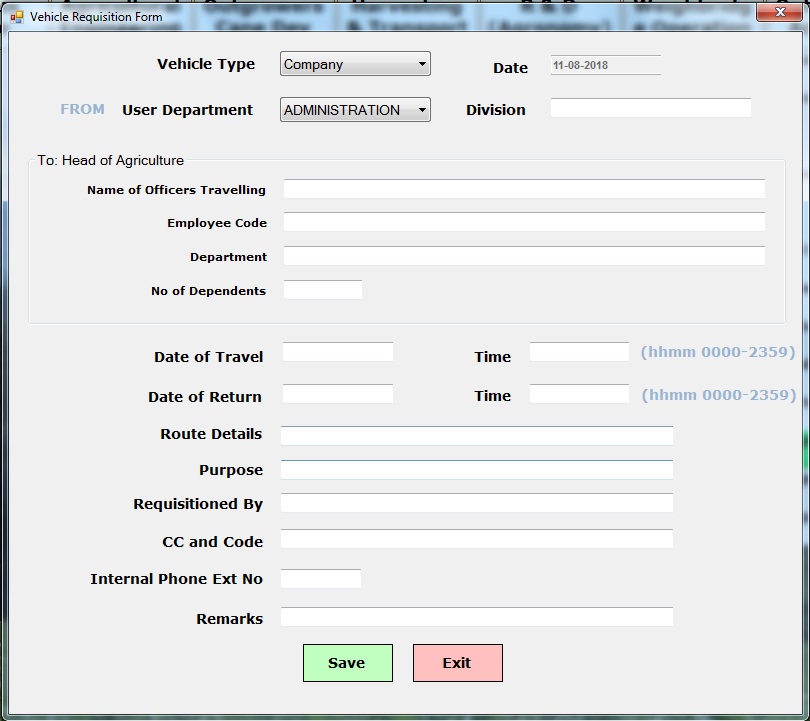 Vehicle Requisition Form
Vehicle Type Company Date 11-08-2018
FROM User Department ADMINISTRATION Division
To: Head of Agriculture
Name of Officers Travelling
Employee Code
Department
No of Dependents
Date of Travel Time (hhmm 0000-2359)
Date of Return Time (hhmm 0000-2359)
Route Details
Purpose
Requisitioned By
CC and Code
Internal Phone Ext No
Remarks
Save Exit